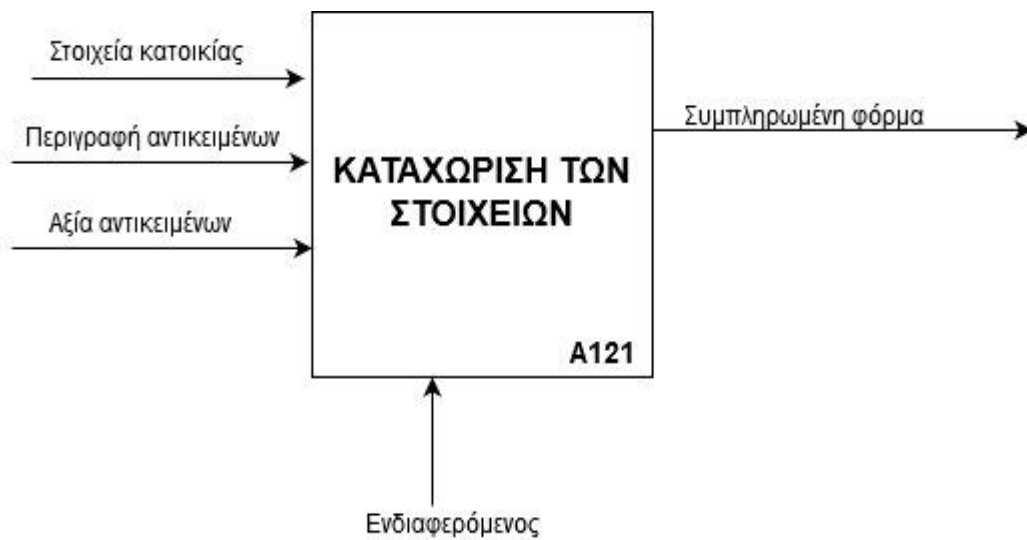 Στοιχεία κατοικίας
Περιγραφή αντικειμένων
Αξία αντικειμένων
ΚΑΤΑΧΩΡΙΣΗ ΤΩΝ
ΣΤΟΙΧΕΙΩΝ
A121
Συμπληρωμένη φόρμα
Ενδιαφερόμενος